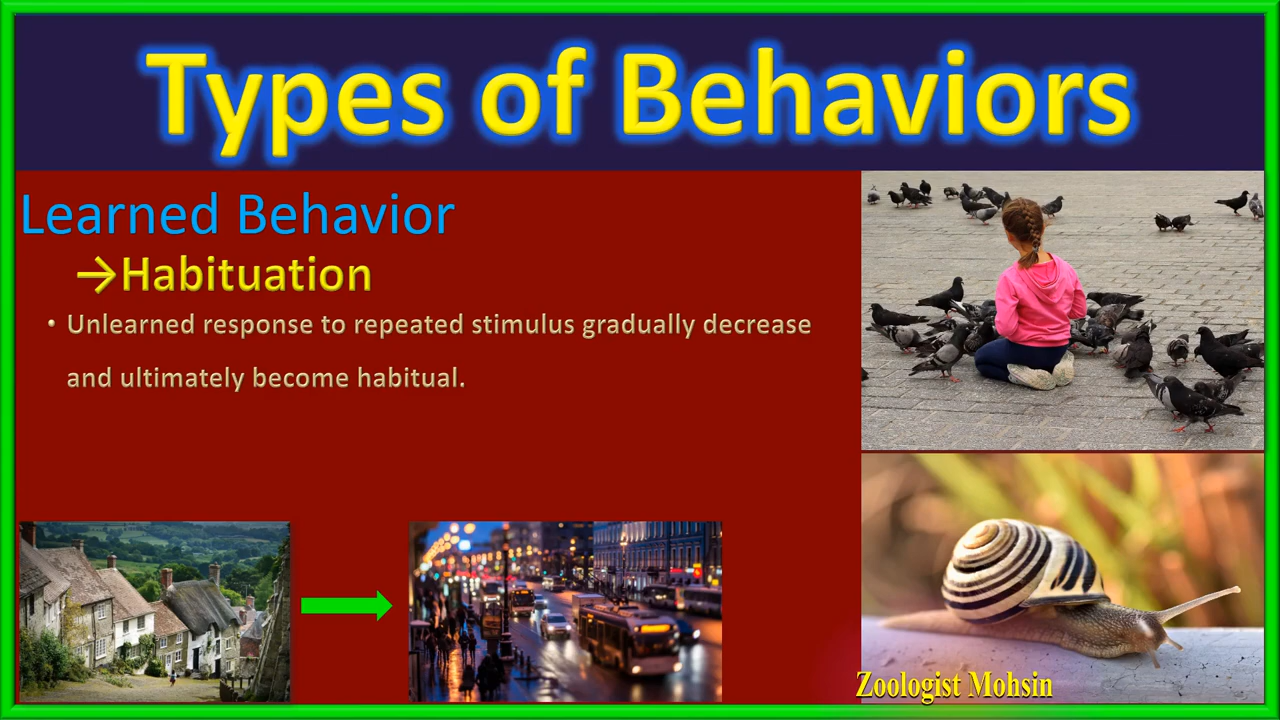 Types of Behaviors
Learned Behavior
→Habituation
• Unlearned response to repeated stimulus gradually decrease
and ultimately become habitual.
Zoologist Mohsin